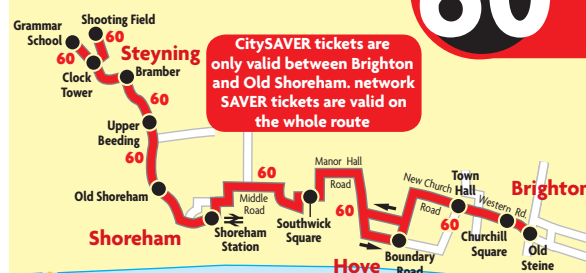 60
Shooting Field
Grammar
School
60
60
Steyning
Clock
Tower
Bramber
CitySAVER tickets are
only valid between Brighton
and Old Shoreham. network
SAVER tickets are valid on
the whole route
60
Upper
Beeding
60
Old Shoreham
Shoreham
Shoreham
Station
Middle
Road
60
Southwick
Square
Manor Hall
Road
60
Hove
Boundary
Road
New Church
Road
Town
Hall
60
Western Rd.
Churchill
Square
Brighton
Old
Steine